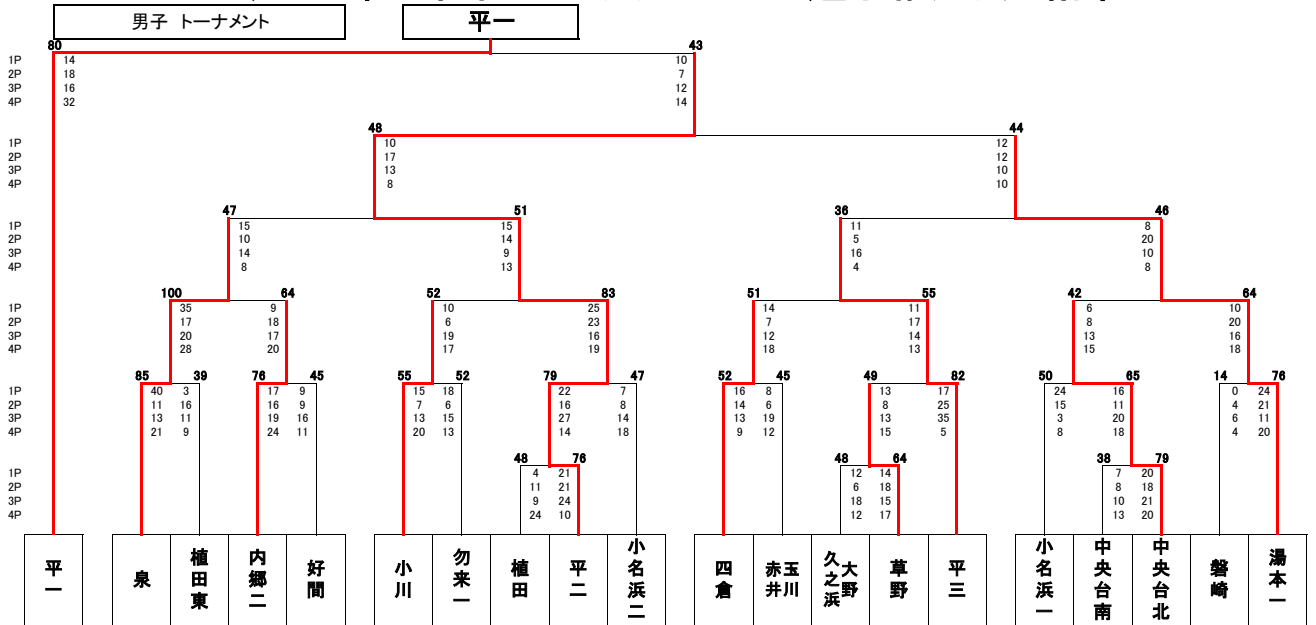 男子 トーナメント 平一
80 43
1P 14 10
2P 18 7
3P 16 12
4P 32 14
48 44
1P 10 12
2P 17 12
3P 13 10
4P 8 10
47 51 36 46
1P 15 15 11 8
2P 10 14 5 20
3P 14 9 16 10
4P 8 13 4 8
100 64 52 83 51 55 42 64
1P 35 9 10 25 14 11 6 10
2P 17 18 6 23 7 17 8 20
3P 20 17 19 16 12 14 13 16
4P 28 20 17 19 18 13 15 18
85 39 76 45 55 52 79 47 52 45 49 82 50 65 14 76
1P 40 3 17 9 15 18 22 7 16 8 13 17 24 16 0 24
2P 11 16 16 9 7 6 16 8 14 6 8 25 15 11 4 21
3P 13 11 19 16 13 15 27 14 13 19 13 35 3 20 6 11
4P 21 9 24 11 20 13 14 18 9 12 15 5 8 18 4 20
48 76 48 64 38 79
1P 4 21 12 14 7 20
2P 11 21 6 18 8 18
3P 9 24 18 15 10 21
4P 24 10 12 17 13 20
平一
泉
植田東
内郷二
好間
小川
勿来一
植田
平二
小名浜二
四倉
玉川
赤井
大野
久之浜
草野
平三
小名浜一
中央台南
中央台北
磐崎
湯本一